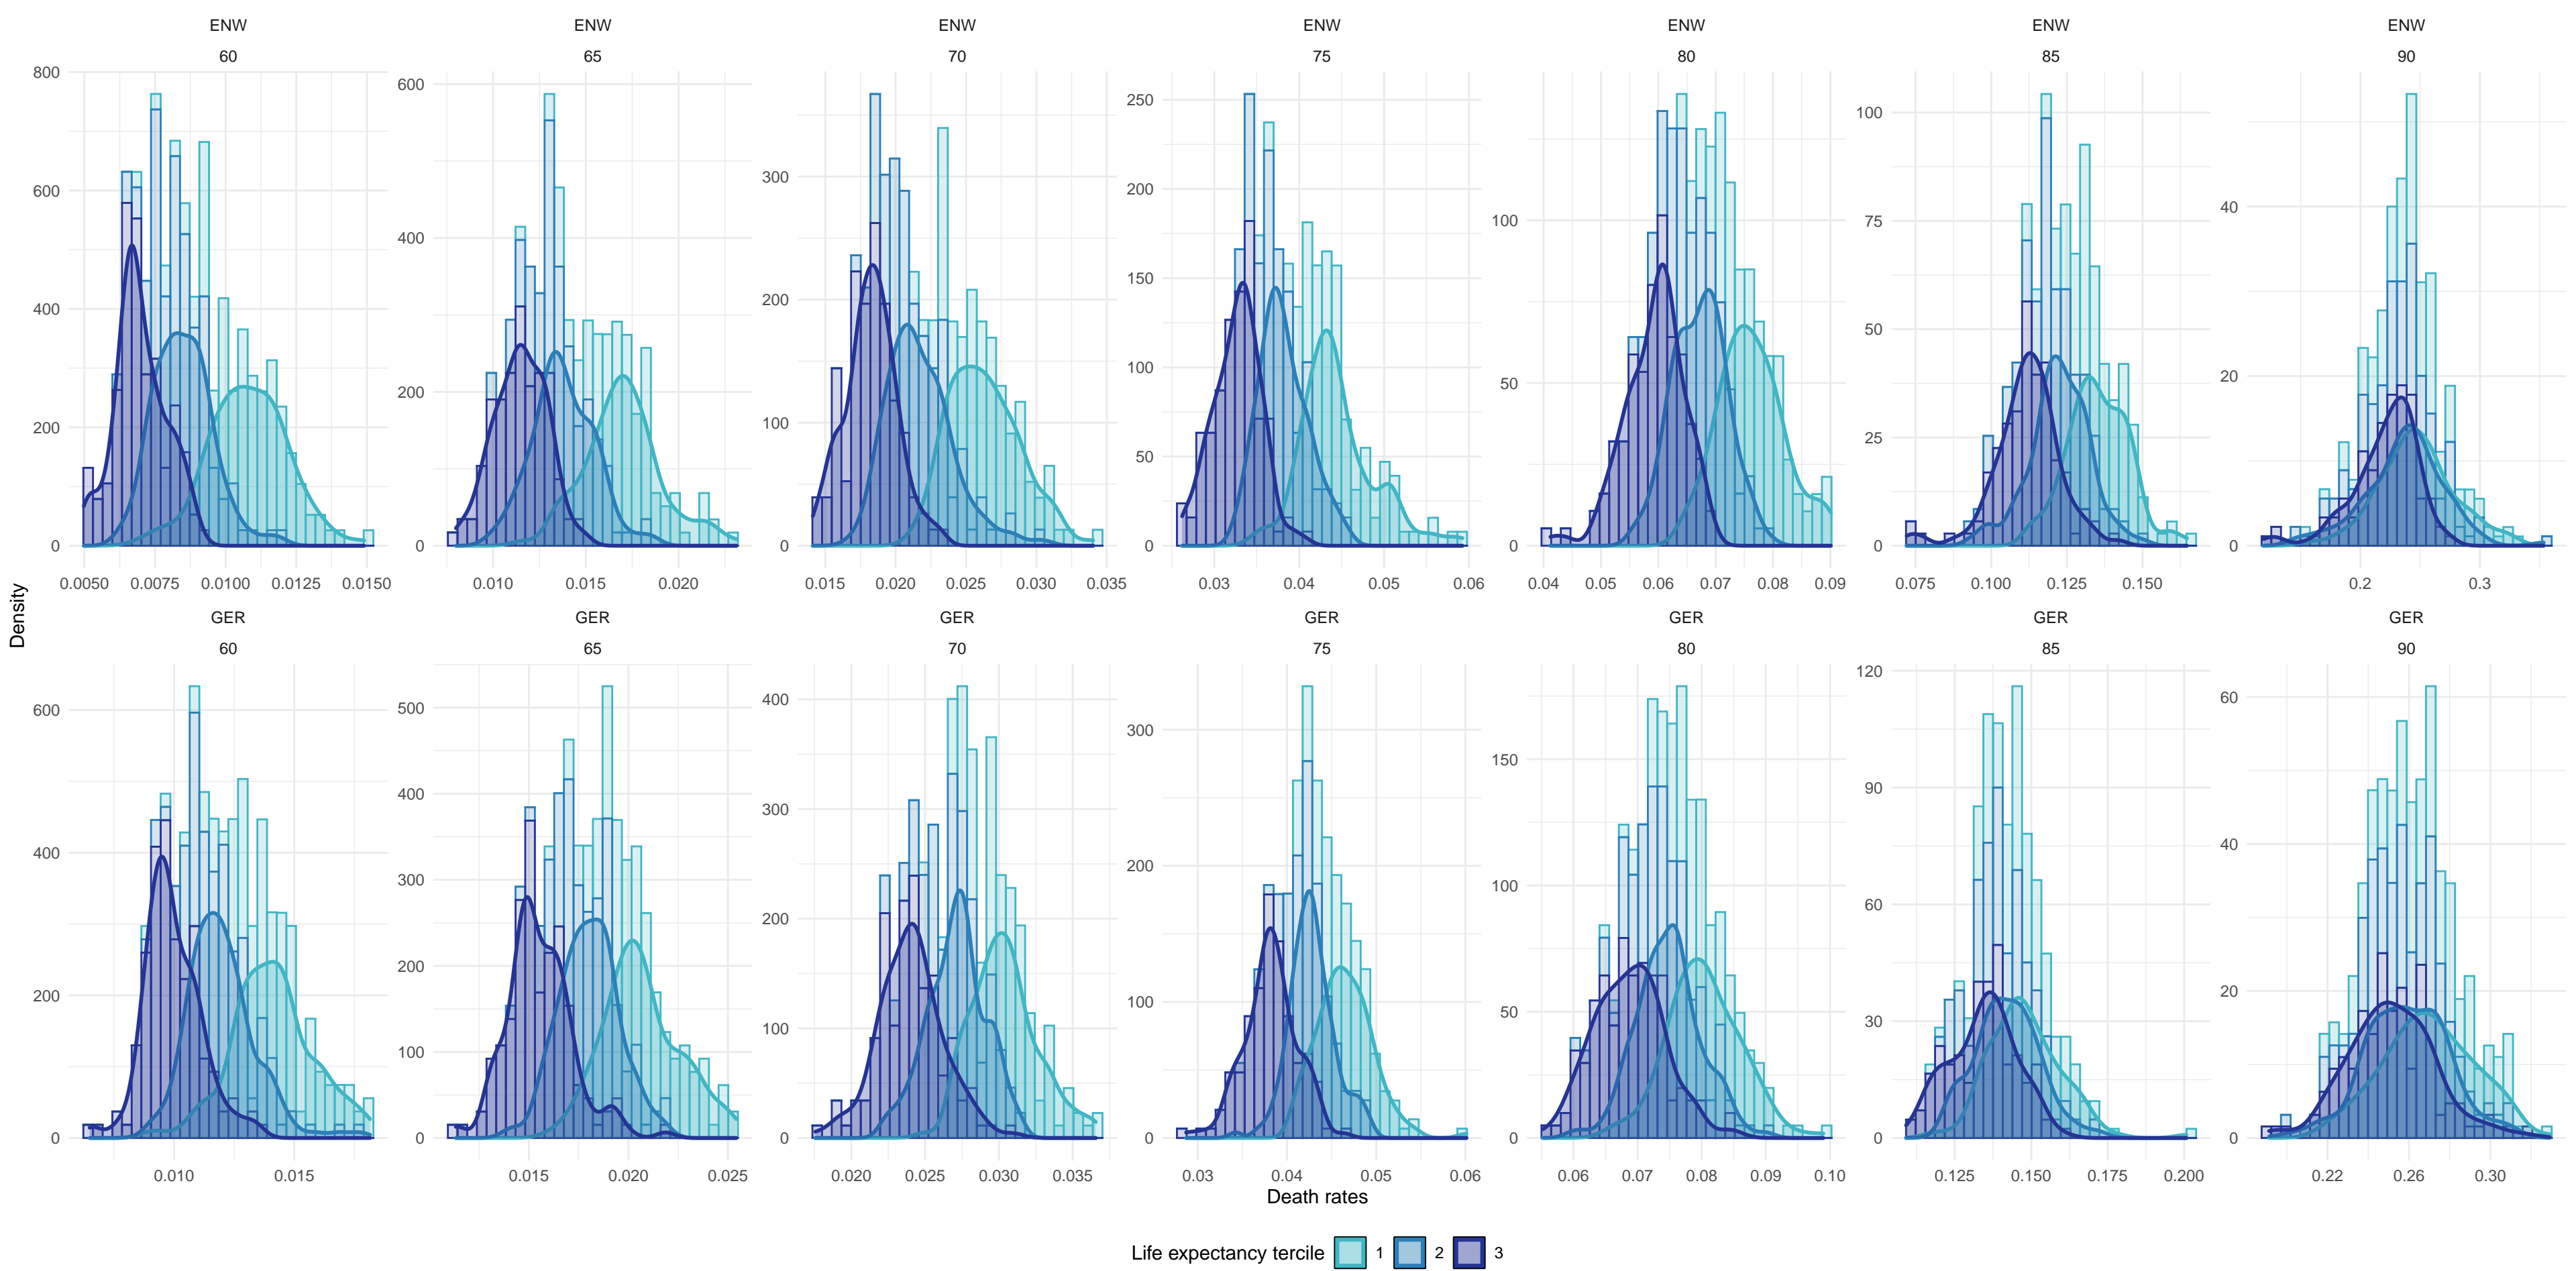 ENW ENW ENW ENW ENW ENW ENW
60 65 70 75 80 85 90
800 600 400 200 0
600 400 200 0
300 200 100 0
250 200 150 100 50 0
100 50 0
100 75 50 25 0
40 20 0
0.0050 0.0075 0.0100 0.0125 0.0150
0.010 0.015 0.020
0.015 0.020 0.025 0.030 0.035
0.03 0.04 0.05 0.06
0.04 0.05 0.06 0.07 0.08 0.09
0.075 0.100 0.125 0.150
0.2 0.3
Density
GER GER GER GER GER GER GER
60 65 70 75 80 85 90
600 400 200 0
500 400 300 200 100 0
400 300 200 100 0
300 200 100 0
150 100 50 0
120 90 60 30 0
60 40 20 0
0.010 0.015
0.015 0.020 0.025
0.020 0.025 0.030 0.035
0.03 0.04 0.05 0.06
0.06 0.07 0.08 0.09 0.10
0.125 0.150 0.175 0.200
0.22 0.26 0.30
Death rates
Life expectancy tercile 1 2 3